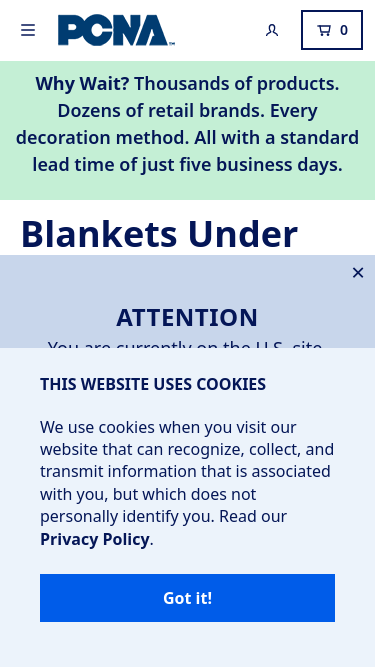 PCNA
0
Why Wait? Thousands of products.
Dozens of retail brands. Every
decoration method. All with a standard
lead time of just five business days.
Blankets Under
ATTENTION
You are currently on the U.S. site.
THIS WEBSITE USES COOKIES
We use cookies when you visit our
website that can recognize, collect, and
transmit information that is associated
with you, but which does not
personally identify you. Read our
Privacy Policy.
Got it!